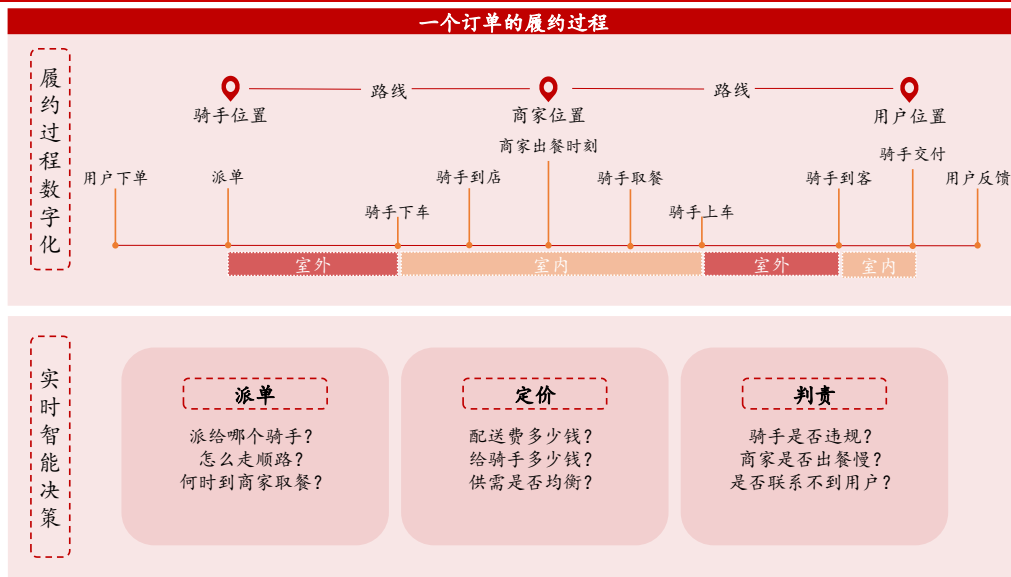 一个订单的履约过程
履约过程数字化
路线
路线
骑手位置
商家位置
用户位置
商家出餐时刻
骑手交付
用户下单
派单
骑手到店
骑手取餐
骑手到客
用户反馈
骑手下车
骑手上车
室外
室内
室外
室内
实时智能决策
派单
派给哪个骑手？
怎么走顺路？
何时到商家取餐？
定价
配送费多少钱？
给骑手多少钱？
供需是否均衡？
判责
骑手是否违规？
商家是否出餐慢？
是否联系不到用户？